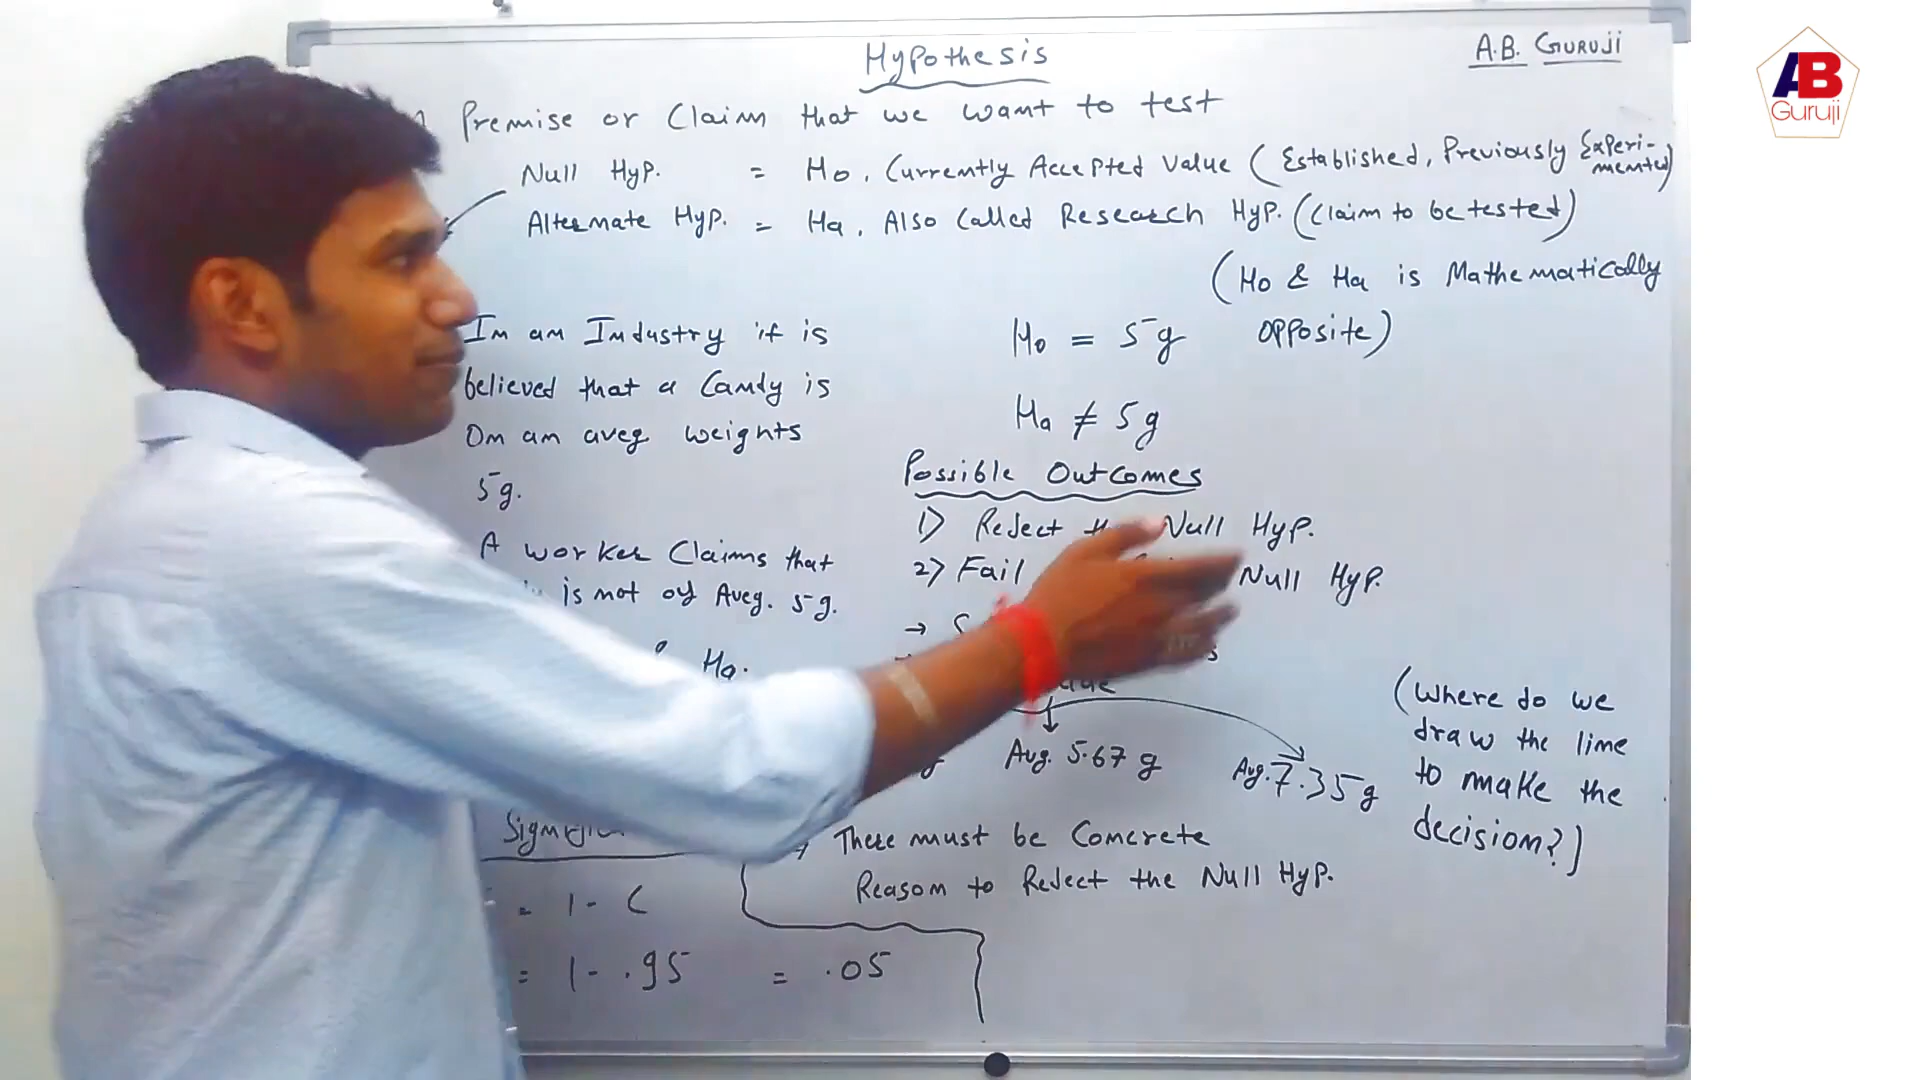 Hypothesis
A.B. GURUJI
AB
Guruji
Premise or Claim that we want to test
Null Hyp. = Ho, Currently Accepted Value (Established, Previously Experi-
mented)
Alternate Hyp. = Ha, Also Called Research Hyp. (Claim to be tested)
(Ho & Ha is Mathematically
Opposite)
In an Industry it is
believed that a Candy is
On an aveg weights
5g.
A worker Claims that
is not of Aveg. 5g.
Ha.
Ho = 5g
Ha ≠ 5g
Possible Outcomes
1) Reject the Null Hyp.
2) Fail Null Hyp.
Avg. 5.67 g
Avg. 7.35g
(Where do we
draw the line
to make the
decision?)
→ There must be Concrete
Reason to Reject the Null Hyp.
= 1 - C
= 1 - .95 = .05